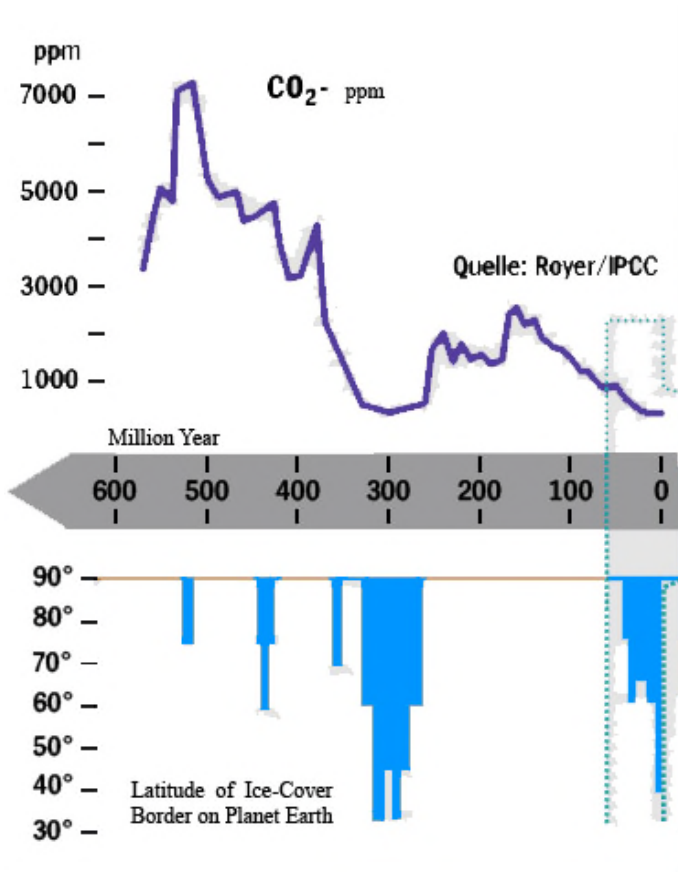 ppm
7000
CO₂- ppm
5000
Quelle: Royer/IPCC
3000
1000
Million Year
600 500 400 300 200 100 0
90°
80°
70°
60°
50°
40°
30°
Latitude of Ice-Cover
Border on Planet Earth